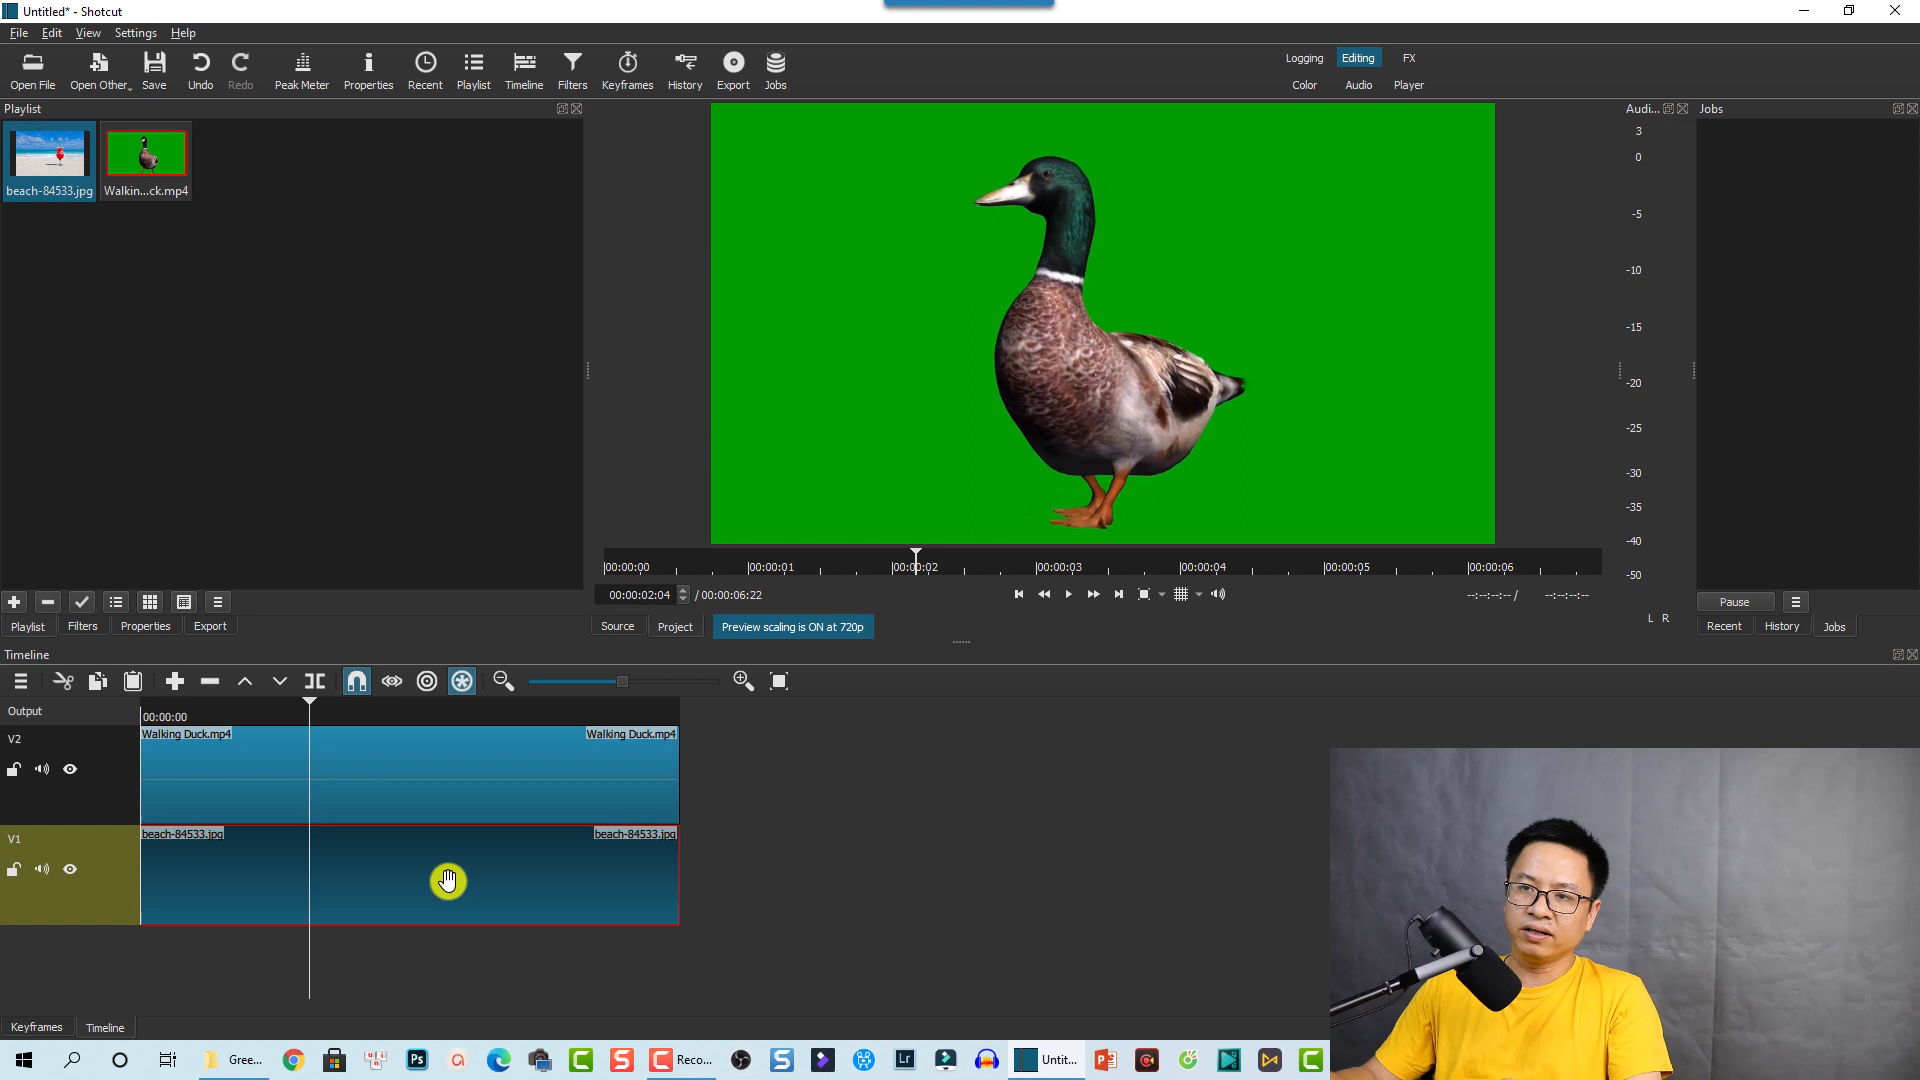 Untitled* - Shotcut
File Edit View Settings Help
Open File Open Other... Save Undo Redo Peak Meter Properties Recent Playlist Timeline Filters Keyframes History Export Jobs
Logging Editing FX
Color Audio Player
Playlist
beach-84533.jpg Walkin...ck.mp4
Playlist Filters Properties Export
00:00:00 00:00:01 00:00:02 00:00:03 00:00:04 00:00:05 00:00:06
00:00:02:04 / 00:00:06:22 --:--:--:-- / --:--:--:--
Source Project Preview scaling is ON at 720p
Audi...
3
0
-5
-10
-15
-20
-25
-30
-35
-40
-50
L R
Jobs
Pause
Recent History Jobs
Timeline
Output
00:00:00
V2
Walking Duck.mp4 Walking Duck.mp4
V1
beach-84533.jpg beach-84533.jpg
Keyframes Timeline
Gree... Ps C S C Reco... S Lr Untit... P C C